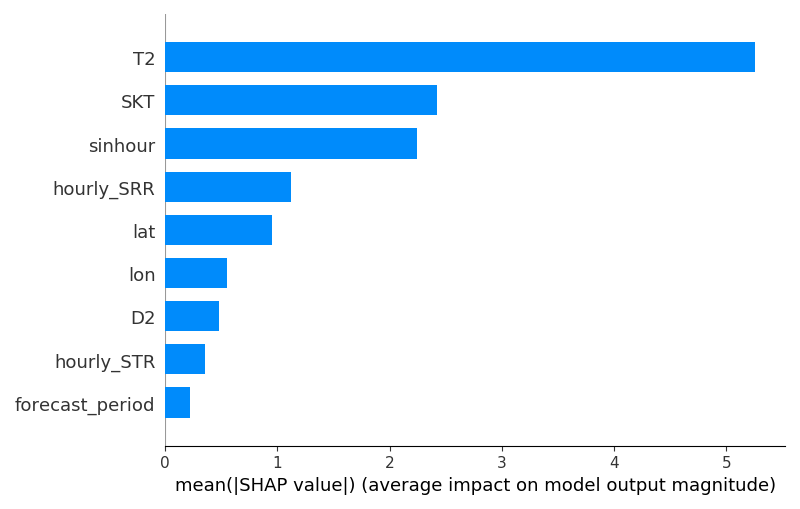 T2
SKT
sinhour
hourly_SRR
lat
lon
D2
hourly_STR
forecast_period
0 1 2 3 4 5
mean(|SHAP value|) (average impact on model output magnitude)